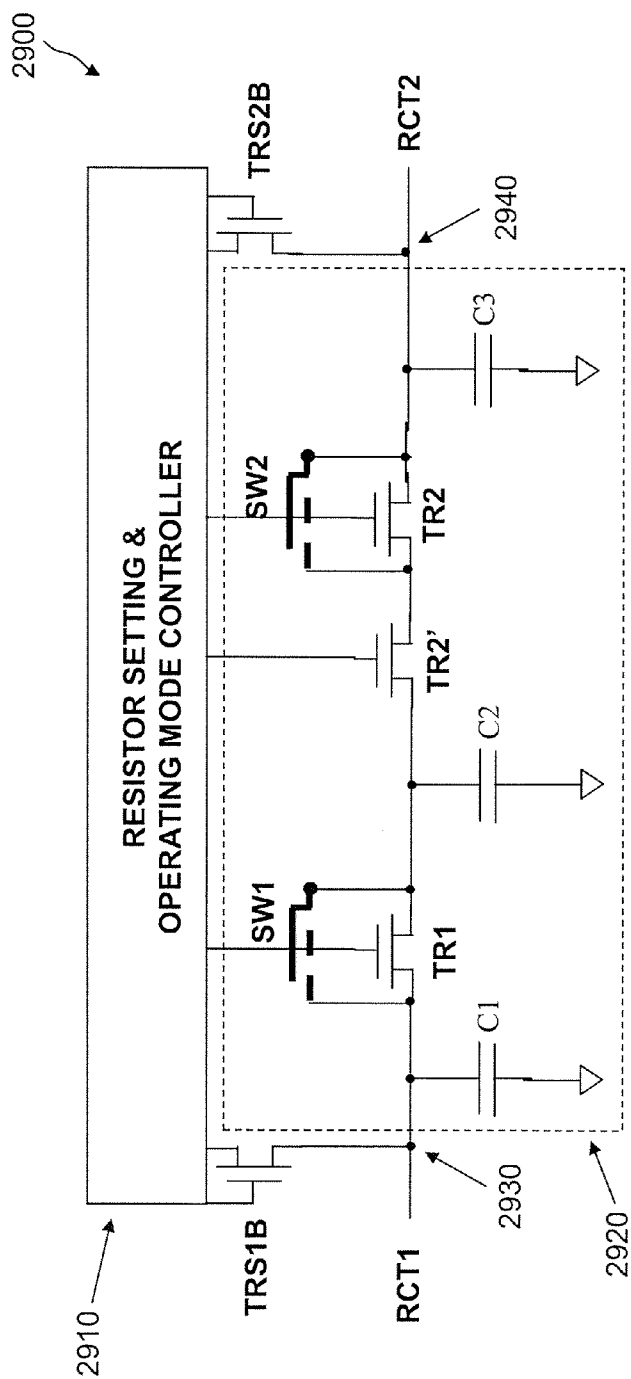 2900
2910
RESISTOR SETTING &
OPERATING MODE CONTROLLER
TRS1B
TRS2B
SW1
SW2
RCT1
RCT2
TR1
TR2'
TR2
C1
C2
C3
2930
2940
2920